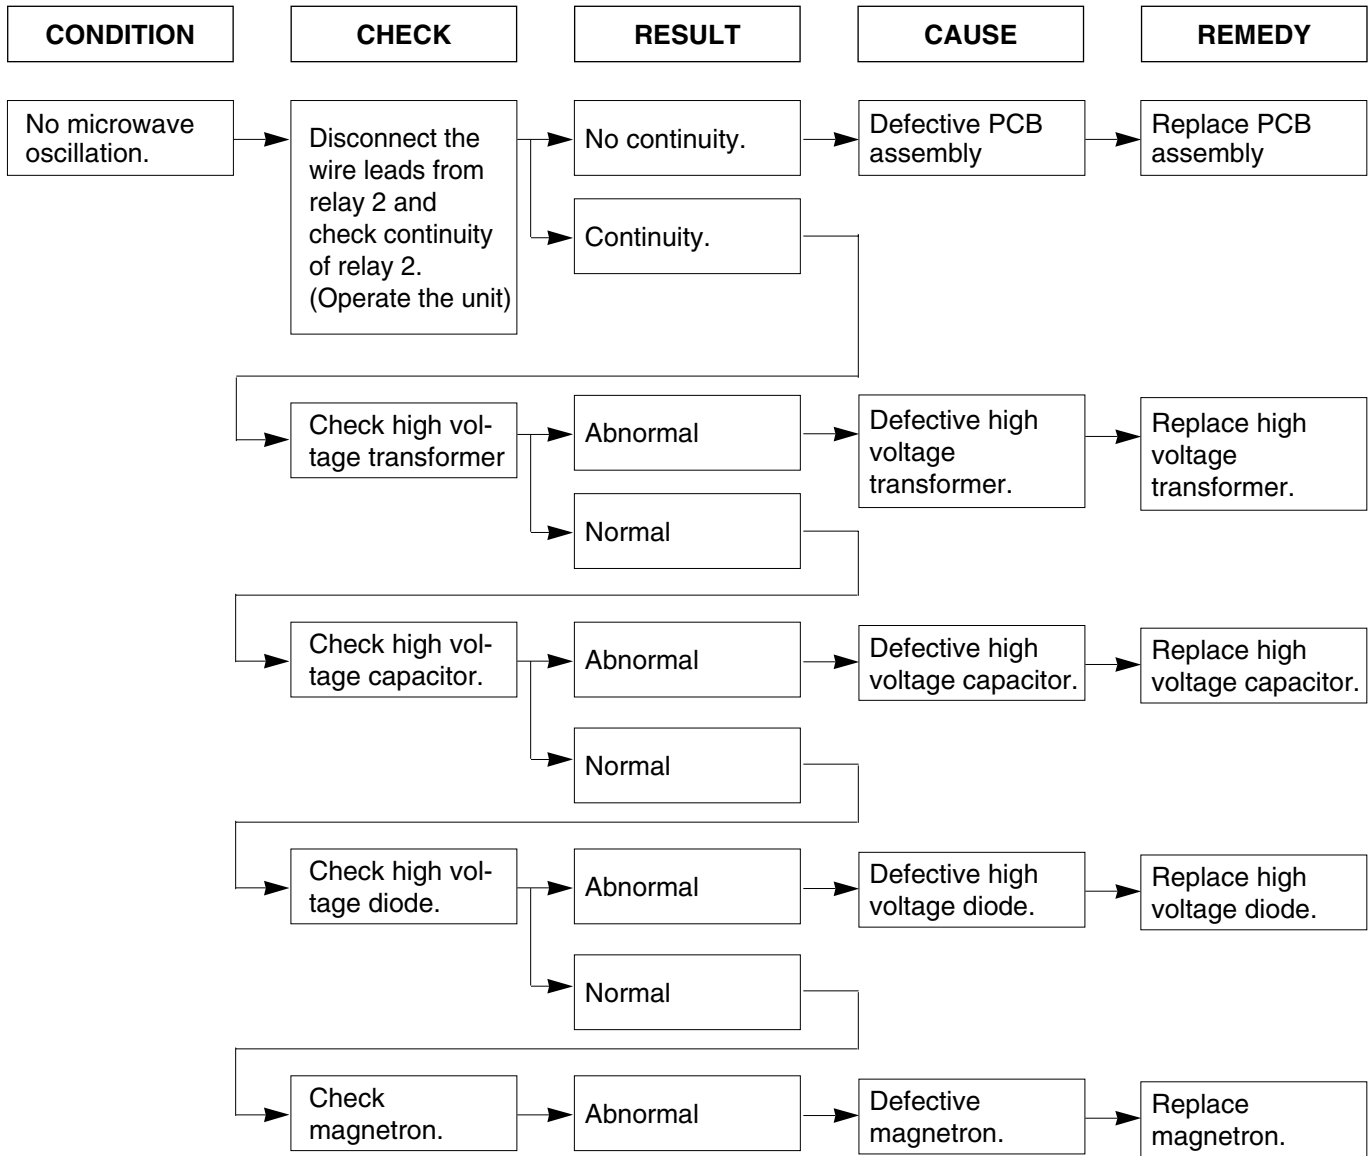 CONDITION
CHECK
RESULT
CAUSE
REMEDY
No microwave
oscillation.
Disconnect the
wire leads from
relay 2 and
check continuity
of relay 2.
(Operate the unit)
No continuity.
Defective PCB
assembly
Replace PCB
assembly
Continuity.
Check high vol-
tage transformer
Abnormal
Defective high
voltage
transformer.
Replace high
voltage
transformer.
Normal
Check high vol-
tage capacitor.
Abnormal
Defective high
voltage capacitor.
Replace high
voltage capacitor.
Normal
Check high vol-
tage diode.
Abnormal
Defective high
voltage diode.
Replace high
voltage diode.
Normal
Check
magnetron.
Abnormal
Defective
magnetron.
Replace
magnetron.